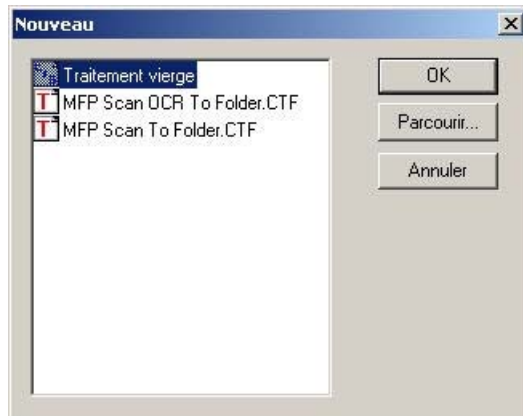 Nouveau
Traitement vierge
MFP Scan OCR To Folder.CTF
MFP Scan To Folder.CTF
OK
Parcourir...
Annuler